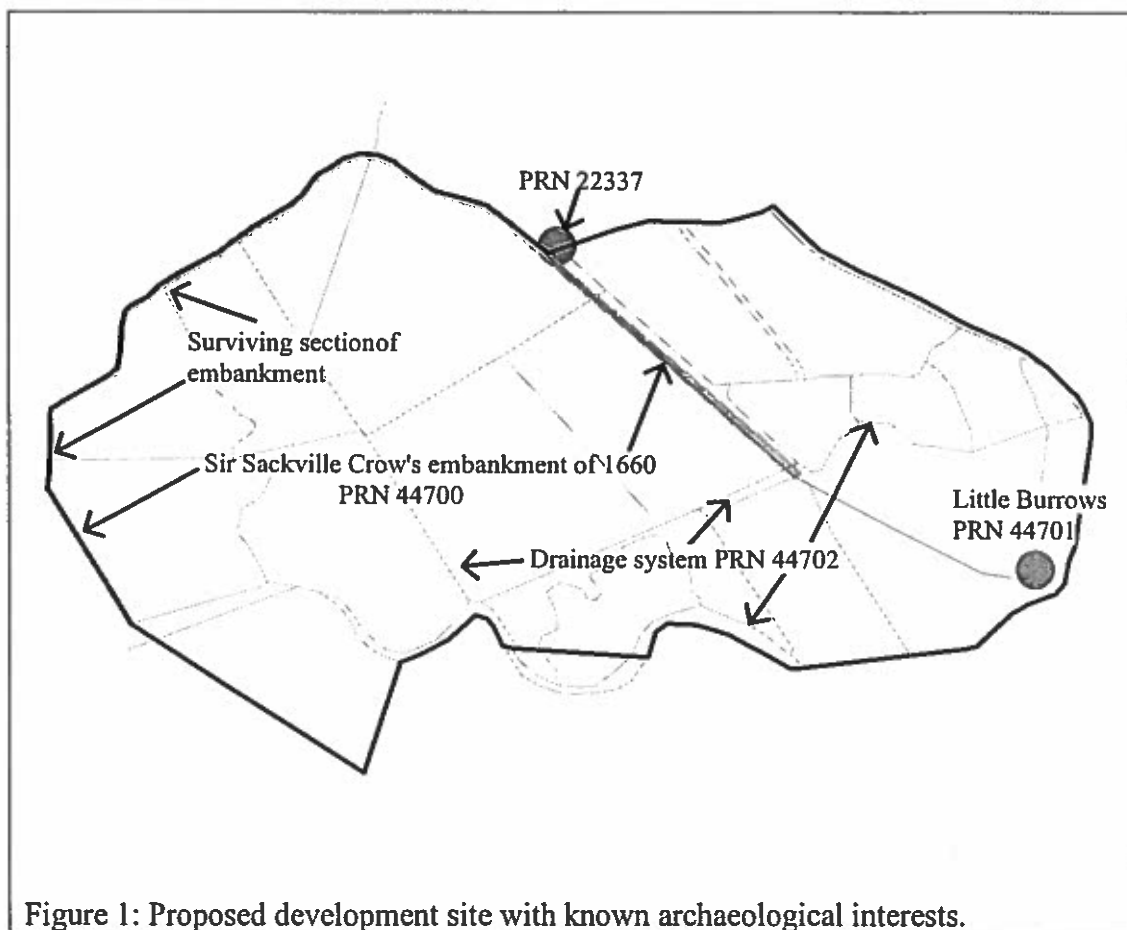 PRN 22337
Surviving sectionof
embankment
Sir Sackville Crow's embankment of 1660
PRN 44700
Little Burrows
PRN 44701
Drainage system PRN 44702
Figure 1: Proposed development site with known archaeological interests.